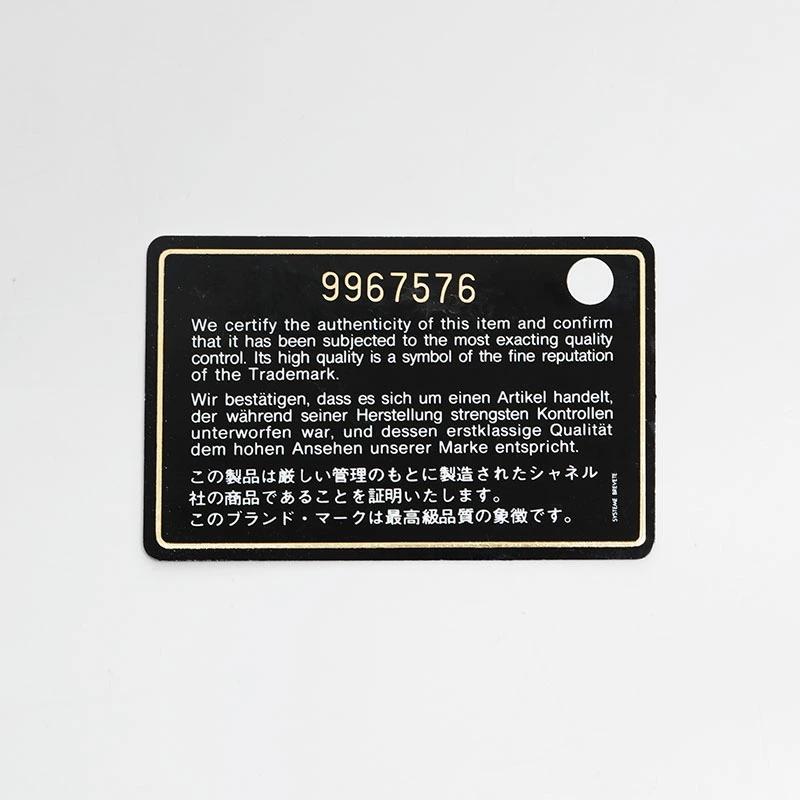 9967576
We certify the authenticity of this item and confirm
that it has been subjected to the most exacting quality
control. Its high quality is a symbol of the fine reputation
of the Trademark.
Wir bestätigen, dass es sich um einen Artikel handelt,
der während seiner Herstellung strengsten Kontrollen
unterworfen war, und dessen erstklassige Qualität
dem hohen Ansehen unserer Marke entspricht.
この製品は厳しい管理のもとに製造されたシャネル
社の商品であることを証明いたします。
このブランド・マークは最高級品質の象徴です。
SYSTEME BREVETE